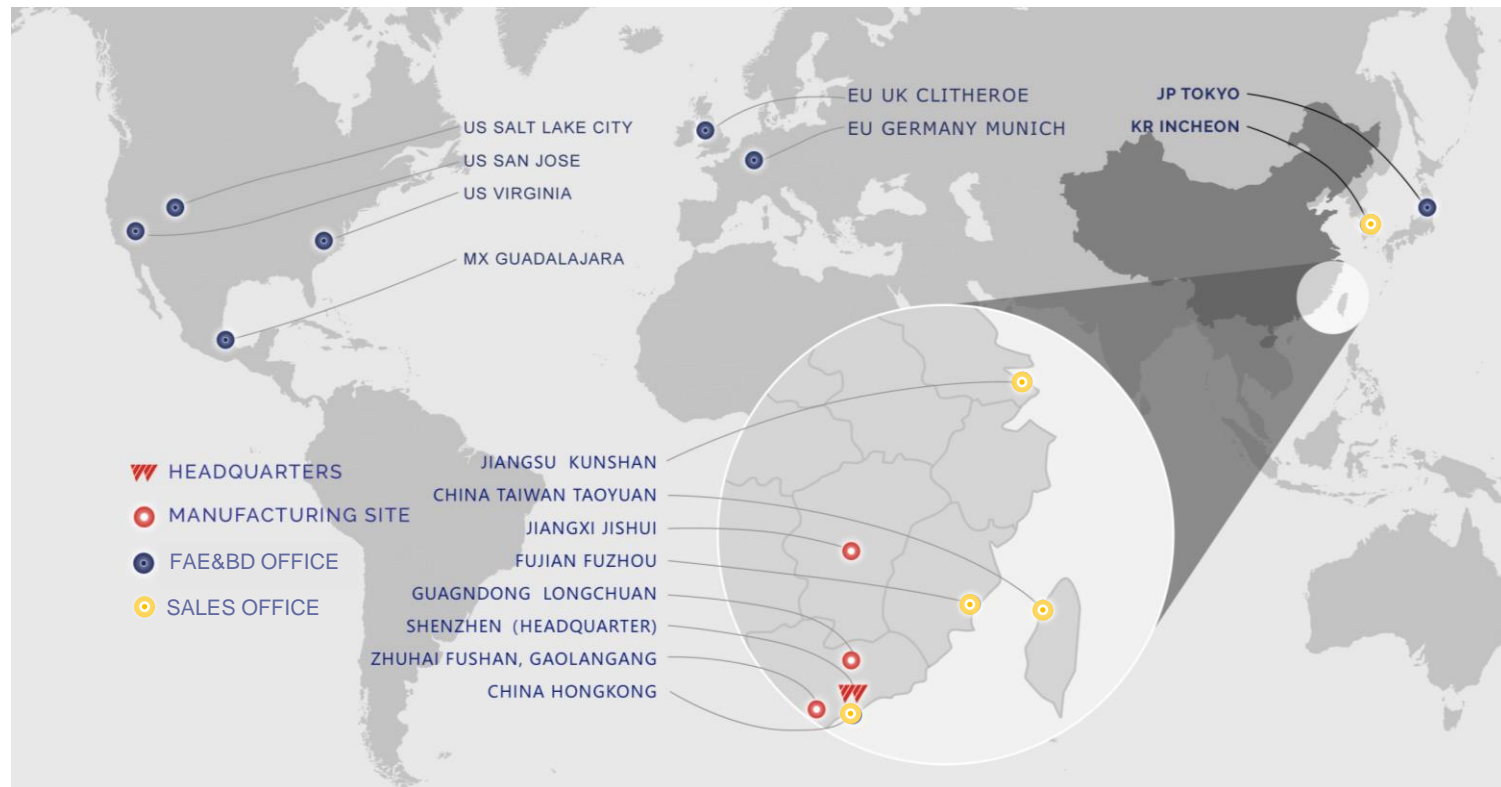 US SALT LAKE CITY
US SAN JOSE
US VIRGINIA
MX GUADALAJARA
EU UK CLITHEROE
EU GERMANY MUNICH
JP TOKYO
KR INCHEON
HEADQUARTERS
MANUFACTURING SITE
FAE&BD OFFICE
SALES OFFICE
JIANGSU KUNSHAN
CHINA TAIWAN TAOYUAN
JIANGXI JISHUI
FUJIAN FUZHOU
GUAGNDONG LONGCHUAN
SHENZHEN (HEADQUARTER)
ZHUHAI FUSHAN, GAOLANGANG
CHINA HONGKONG